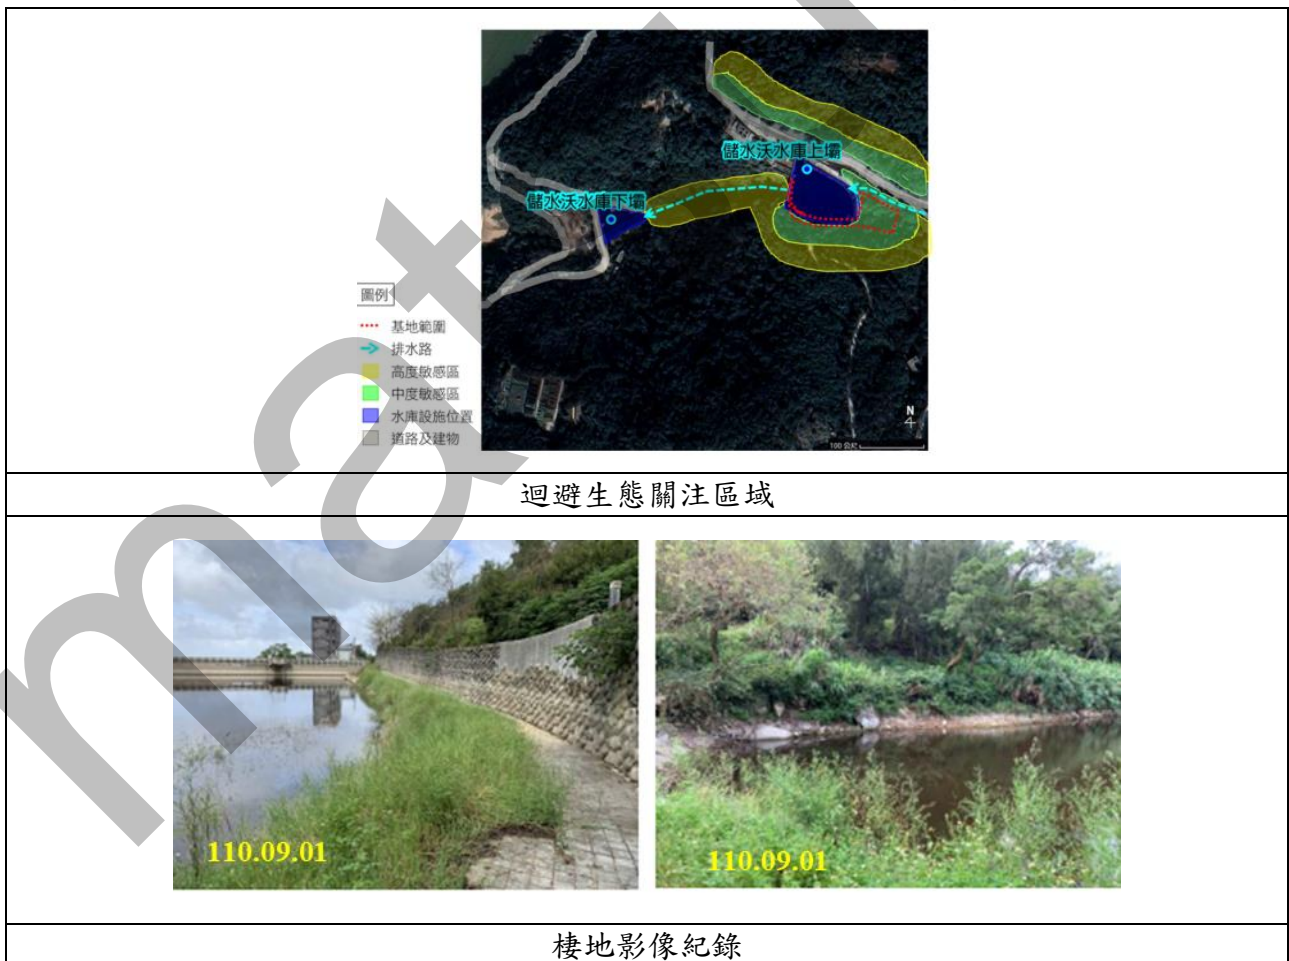 儲水沃水庫上壩
儲水沃水庫下壩
圖例
基地範圍
排水路
高度敏感區
中度敏感區
水庫設施位置
道路及建物
N
100 公尺
迴避生態關注區域
110.09.01
110.09.01
棲地影像紀錄